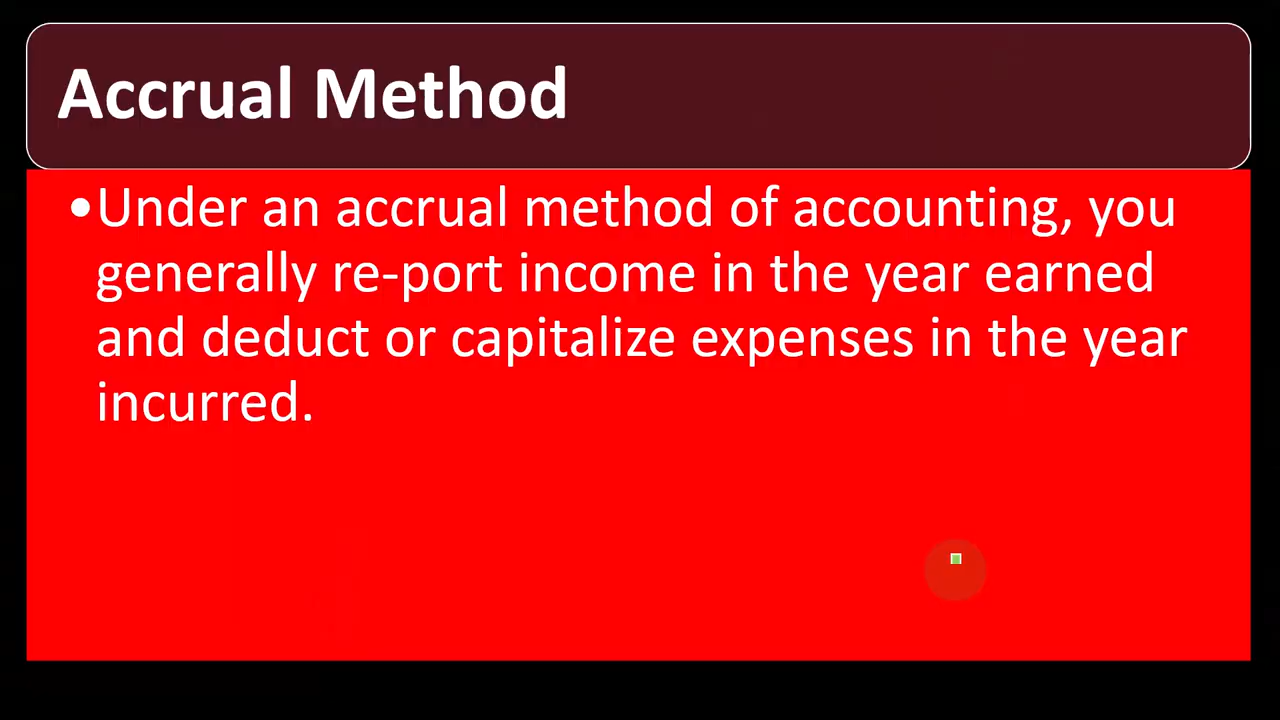 Accrual Method
•Under an accrual method of accounting, you
generally re-port income in the year earned
and deduct or capitalize expenses in the year
incurred.